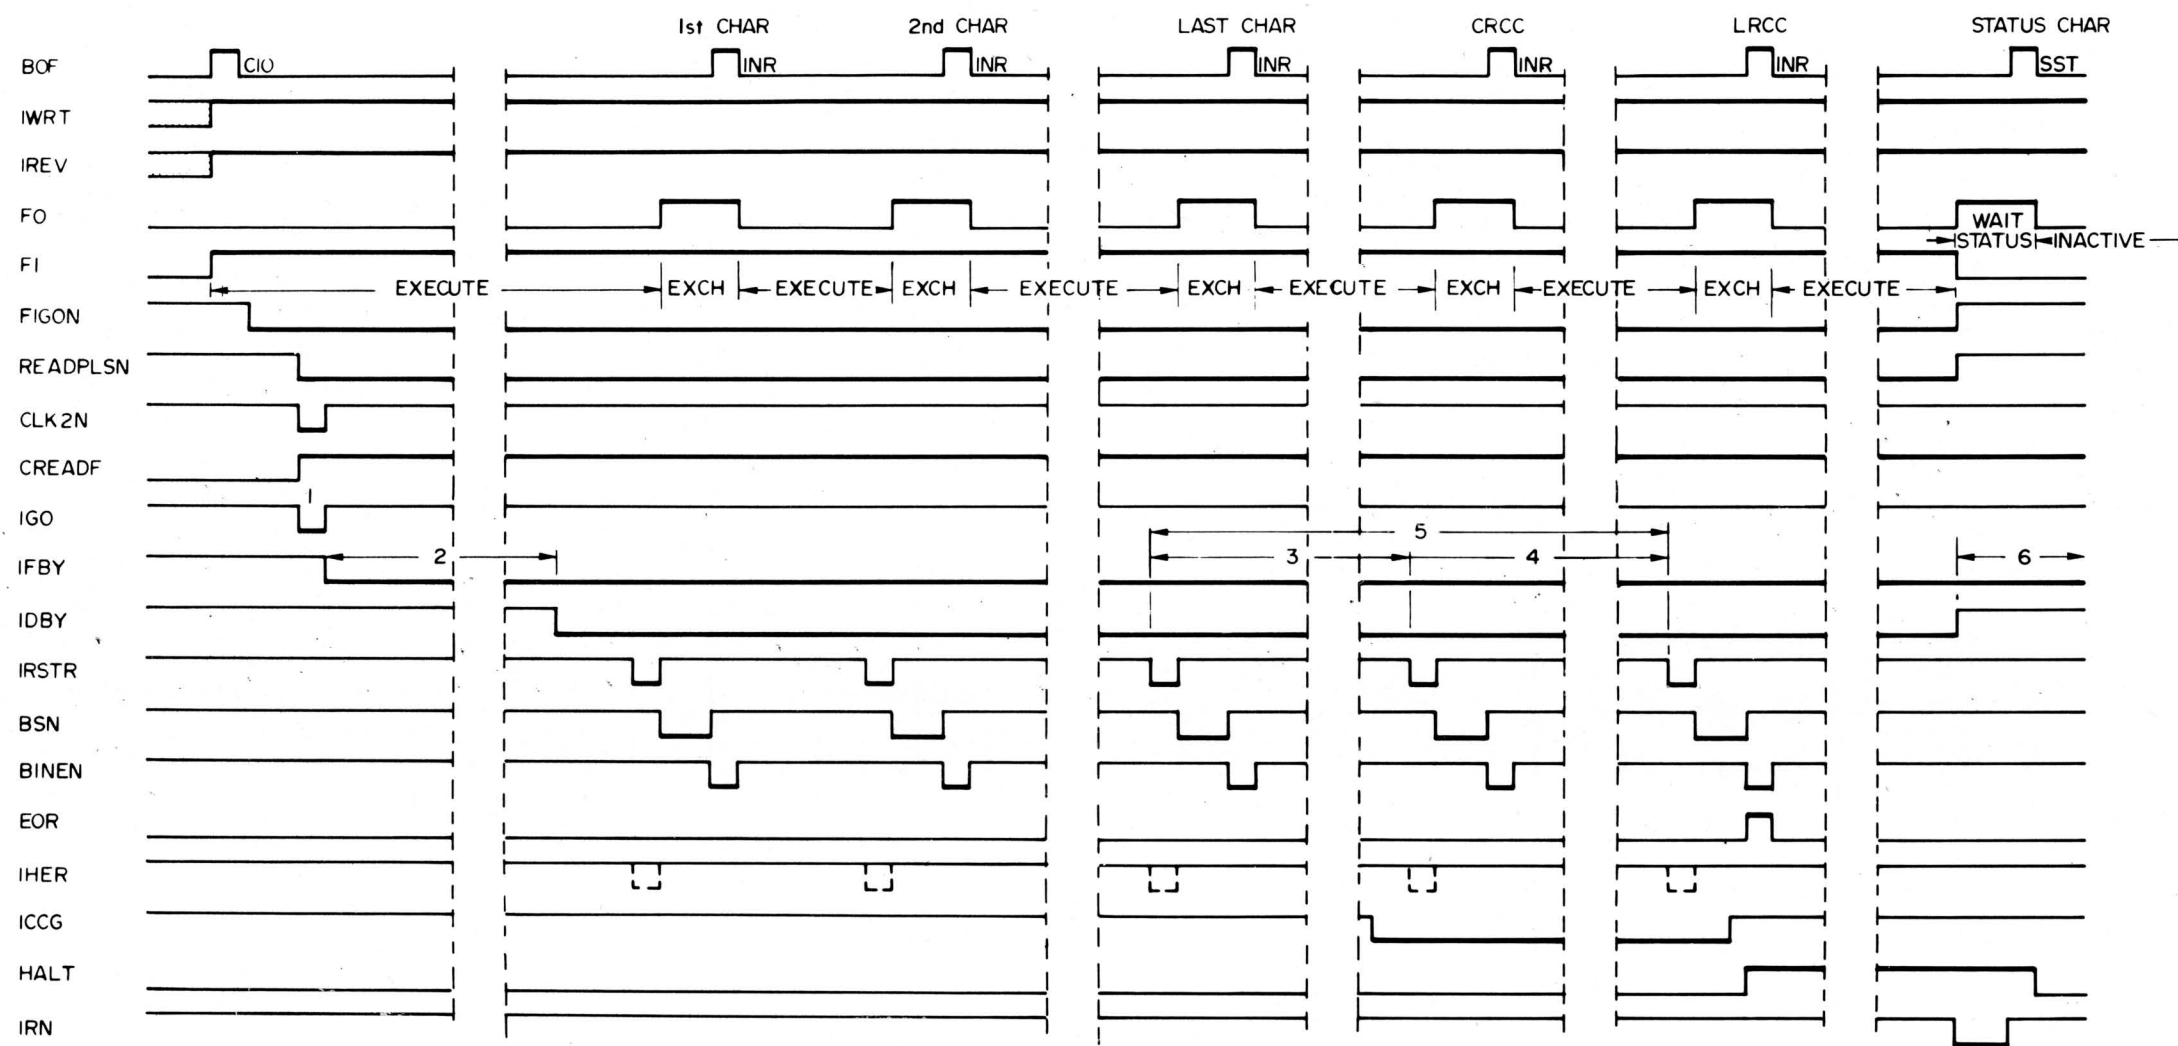 1st CHAR 2nd CHAR LAST CHAR CRCC LRCC STATUS CHAR
BOF CIO INR INR INR INR INR SST
IWRT
IREV
FO WAIT
STATUS INACTIVE
FI
EXECUTE EXCH EXECUTE EXCH EXECUTE EXCH EXECUTE EXCH EXECUTE EXCH EXECUTE
FIGON
READPLSN
CLK2N
CREADF
1
IGO
5
IFBY 2 3 4 6
IDBY
IRSTR
BSN
BINEN
EOR
IHER
ICCG
HALT
IRN